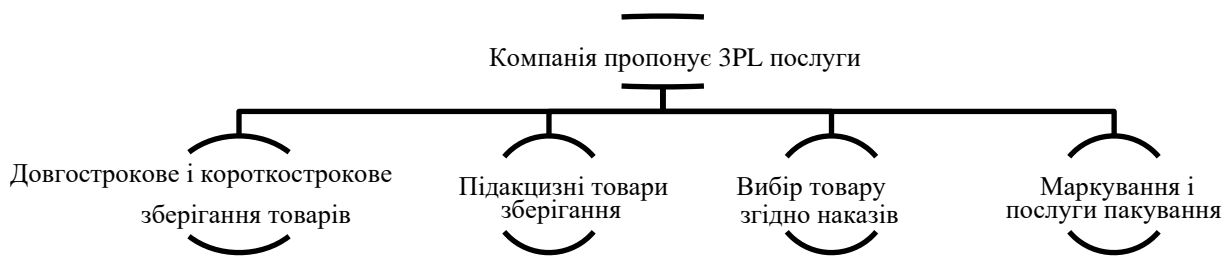 Компанія пропонує 3PL послуги
Довгострокове і короткострокове
зберігання товарів
Підакцизні товари
зберігання
Вибір товару
згідно наказів
Маркування і
послуги пакування